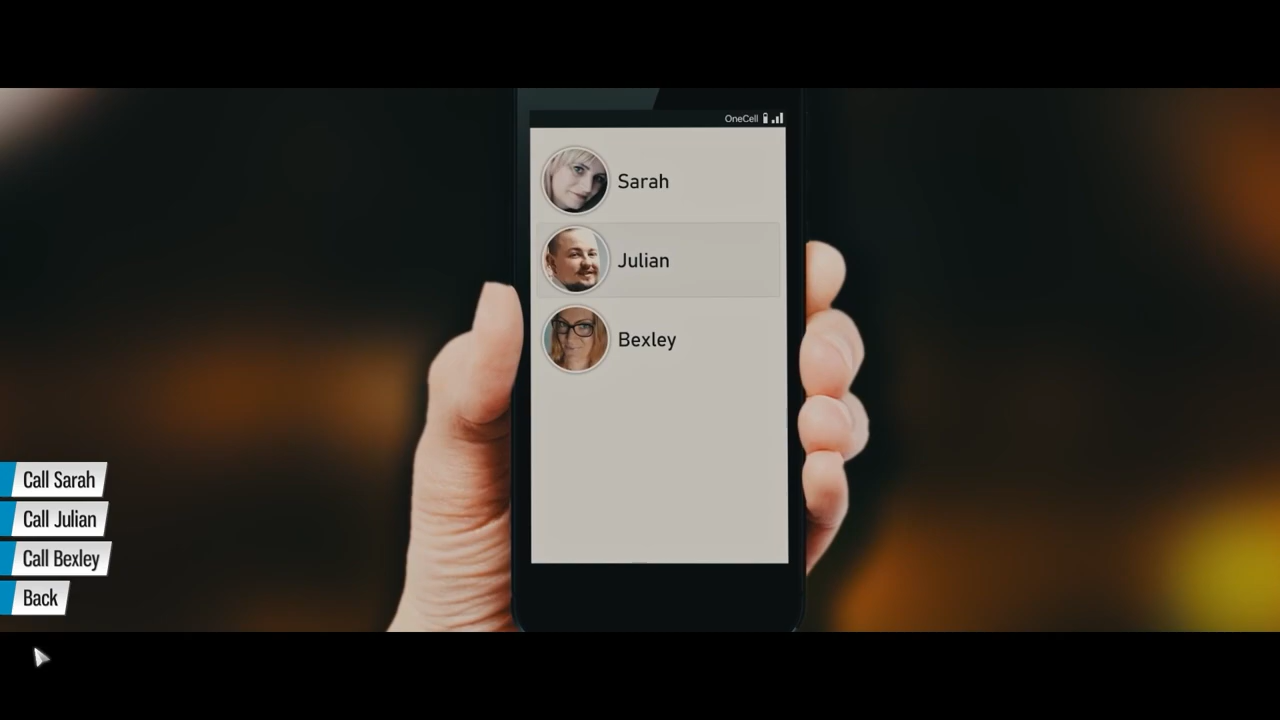 OneCell
Sarah
Julian
Bexley
Call Sarah
Call Julian
Call Bexley
Back